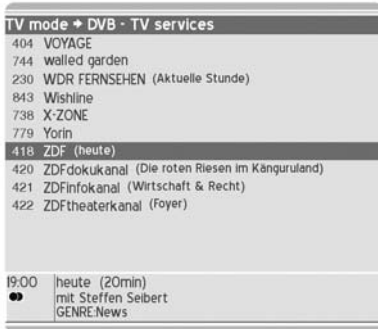 TV mode ➔ DVB - TV services
404 VOYAGE
744 walled garden
230 WDR FERNSEHEN (Aktuelle Stunde)
843 Wishline
738 X-ZONE
779 Yorin
418 ZDF (heute)
420 ZDFdokukanal (Die roten Riesen im Känguruland)
421 ZDFinfokanal (Wirtschaft & Recht)
422 ZDFtheaterkanal (Foyer)
19:00 heute (20min)
mit Steffen Seibert
GENRE:News